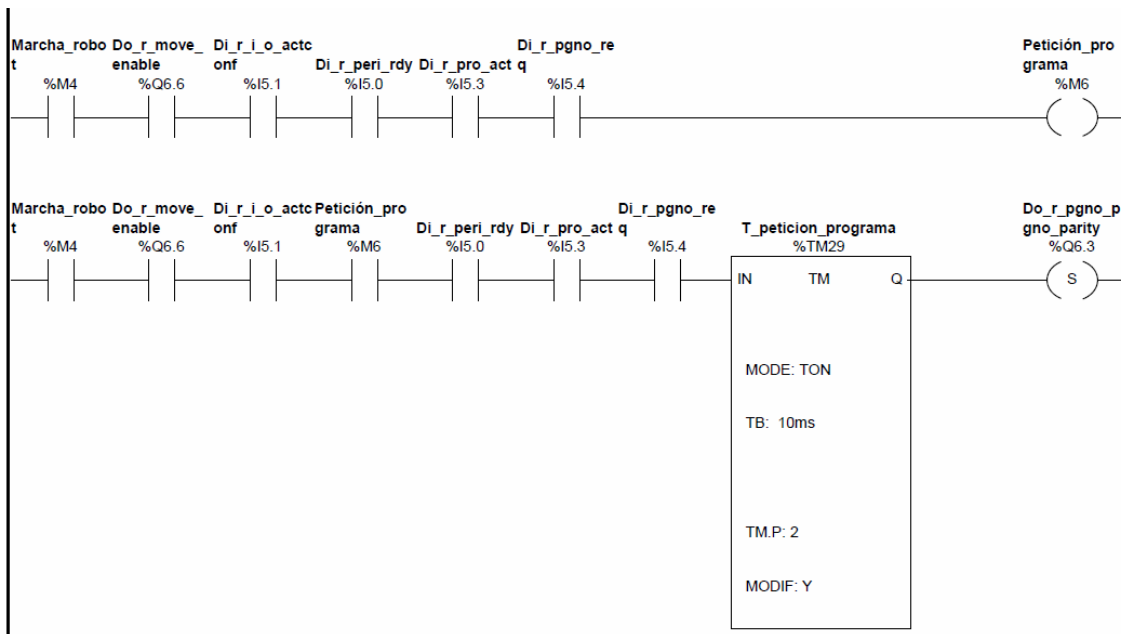 Marcha_robo Do_r_move_ Di_r_i_o_actc Di_r_pgno_re Petición_pro
t enable onf Di_r_peri_rdy Di_r_pro_act q grama
%M4 %Q6.6 %I5.1 %I5.0 %I5.3 %I5.4 %M6
Marcha_robo Do_r_move_ Di_r_i_o_actc Petición_pro Di_r_pgno_re Do_r_pgno_p
t enable onf grama Di_r_peri_rdy Di_r_pro_act q T_peticion_programa gno_parity
%M4 %Q6.6 %I5.1 %M6 %I5.0 %I5.3 %I5.4 %TM29 %Q6.3
IN TM Q S
MODE: TON
TB: 10ms
TM.P: 2
MODIF: Y